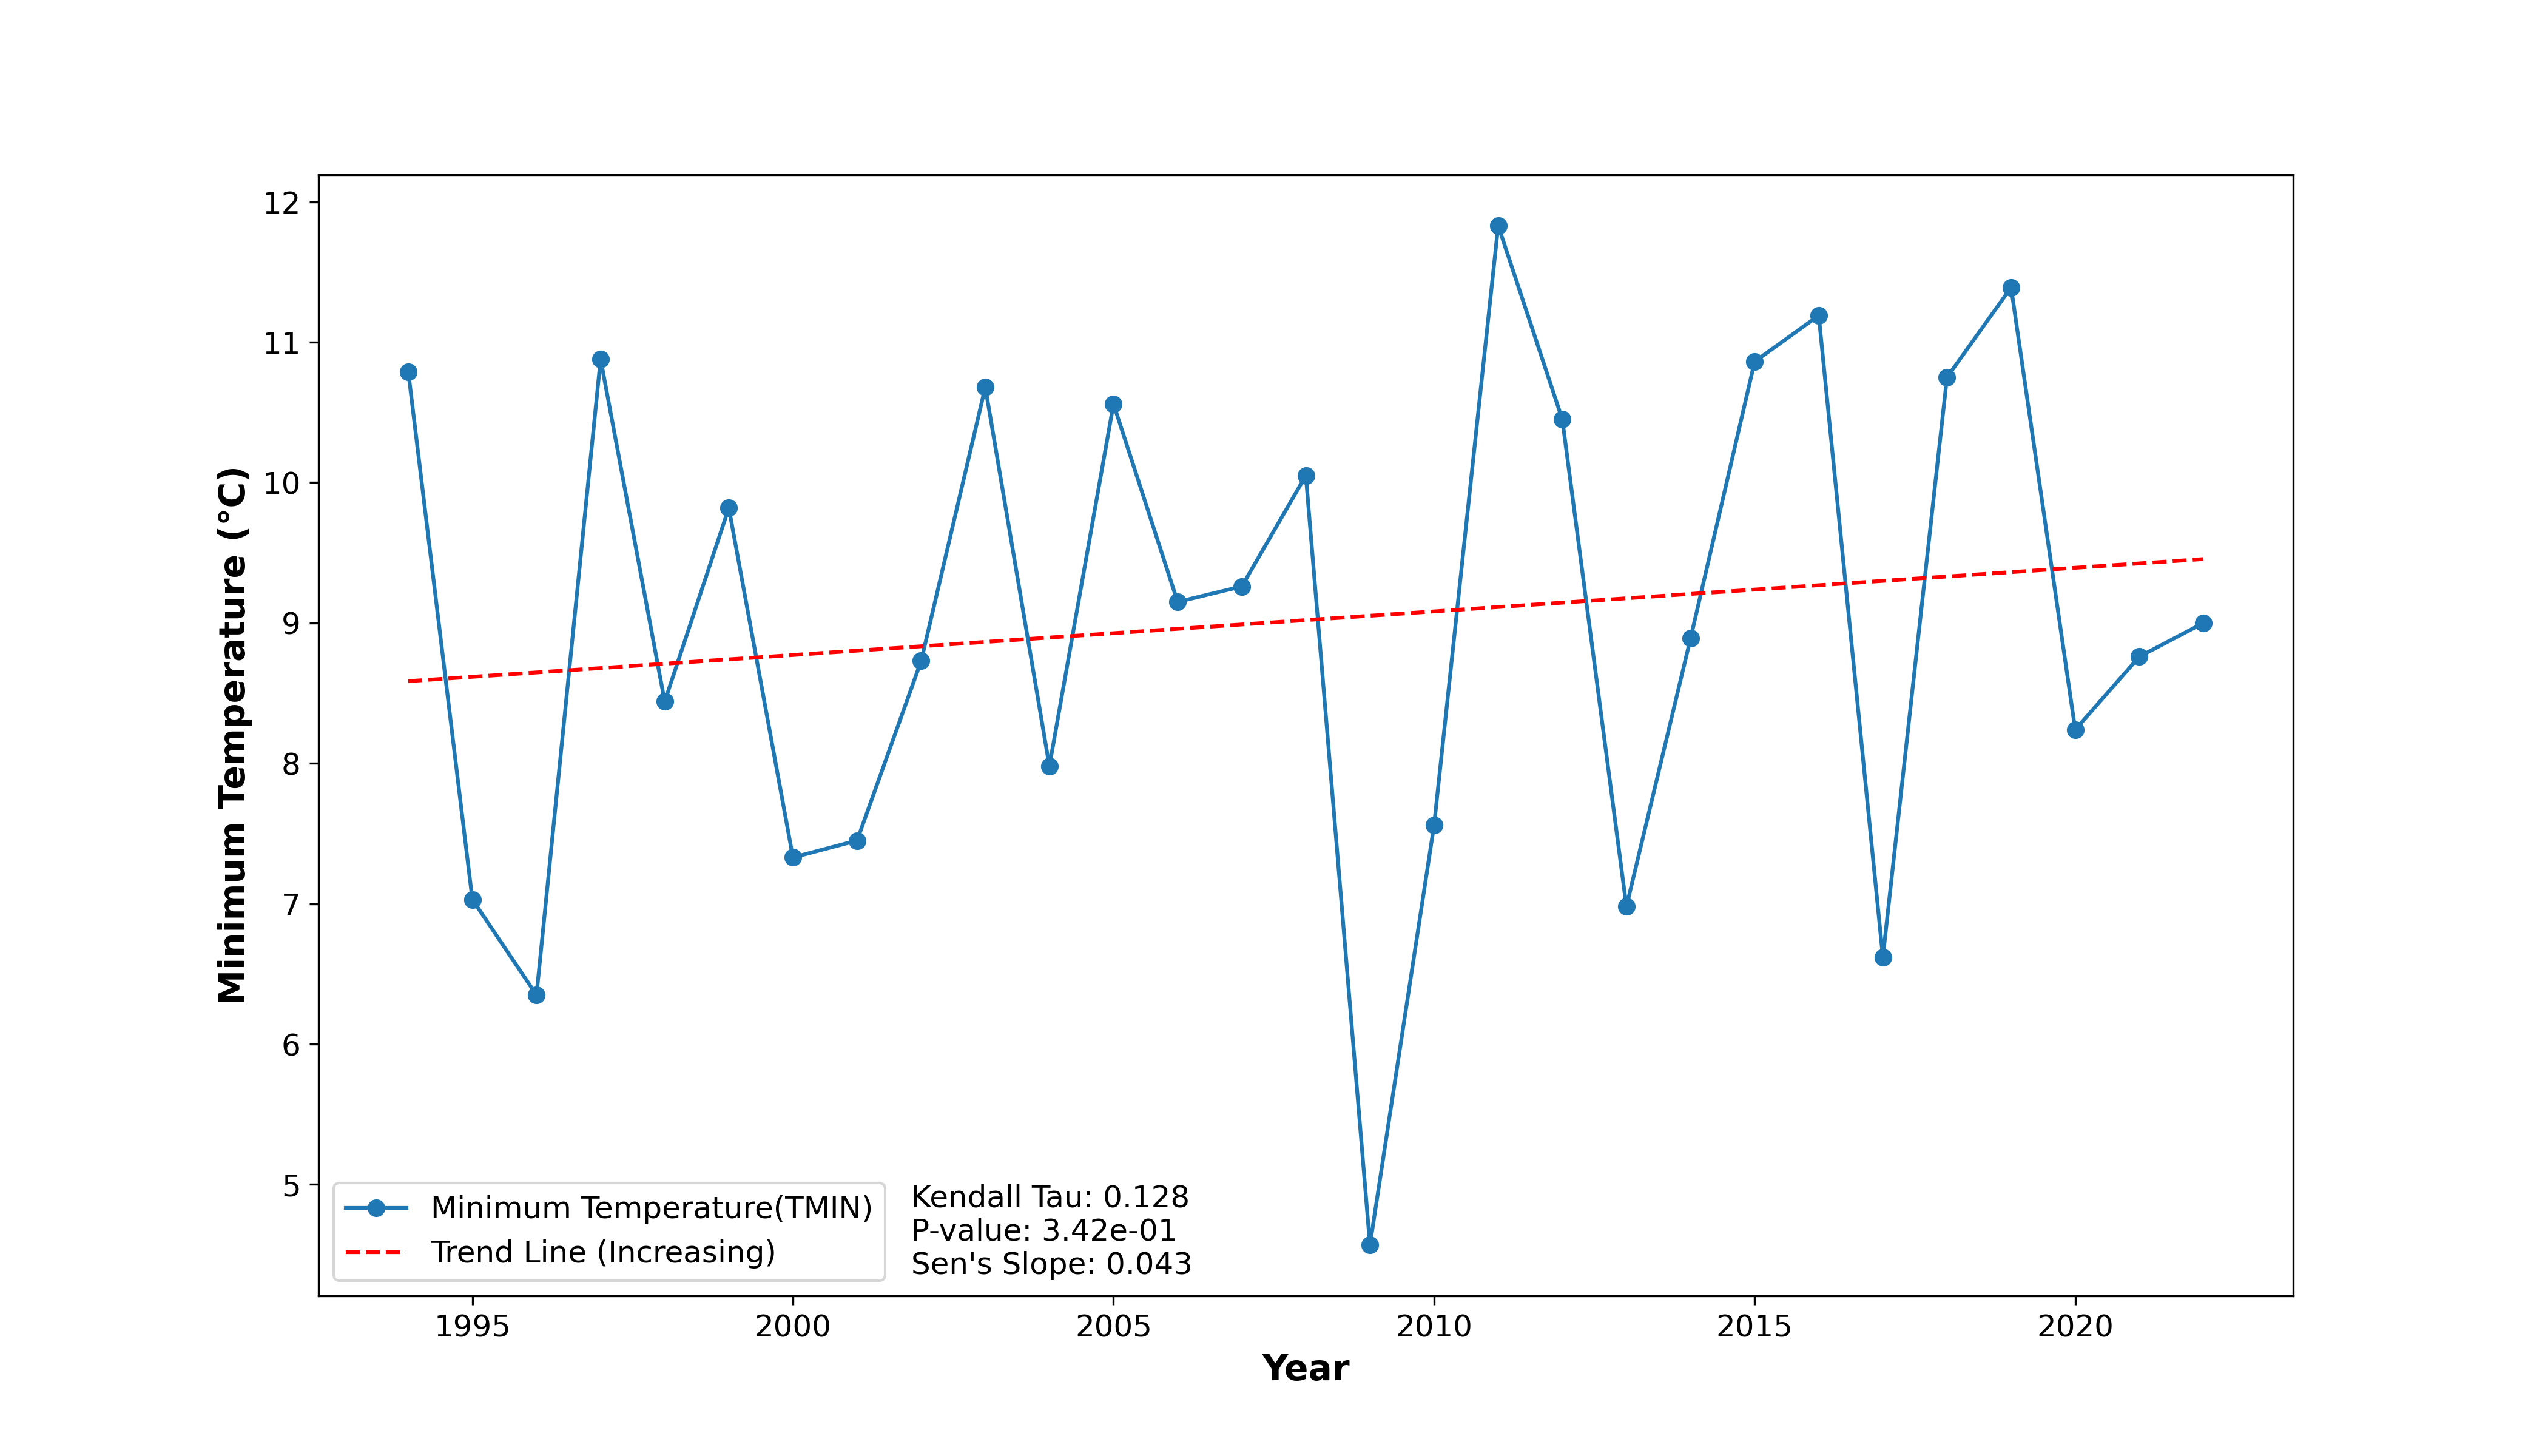 12
11
10
9
8
7
6
5
Minimum Temperature (°C)
Minimum Temperature(TMIN)
Trend Line (Increasing)
Kendall Tau: 0.128
P-value: 3.42e-01
Sen's Slope: 0.043
1995 2000 2005 2010 2015 2020
Year